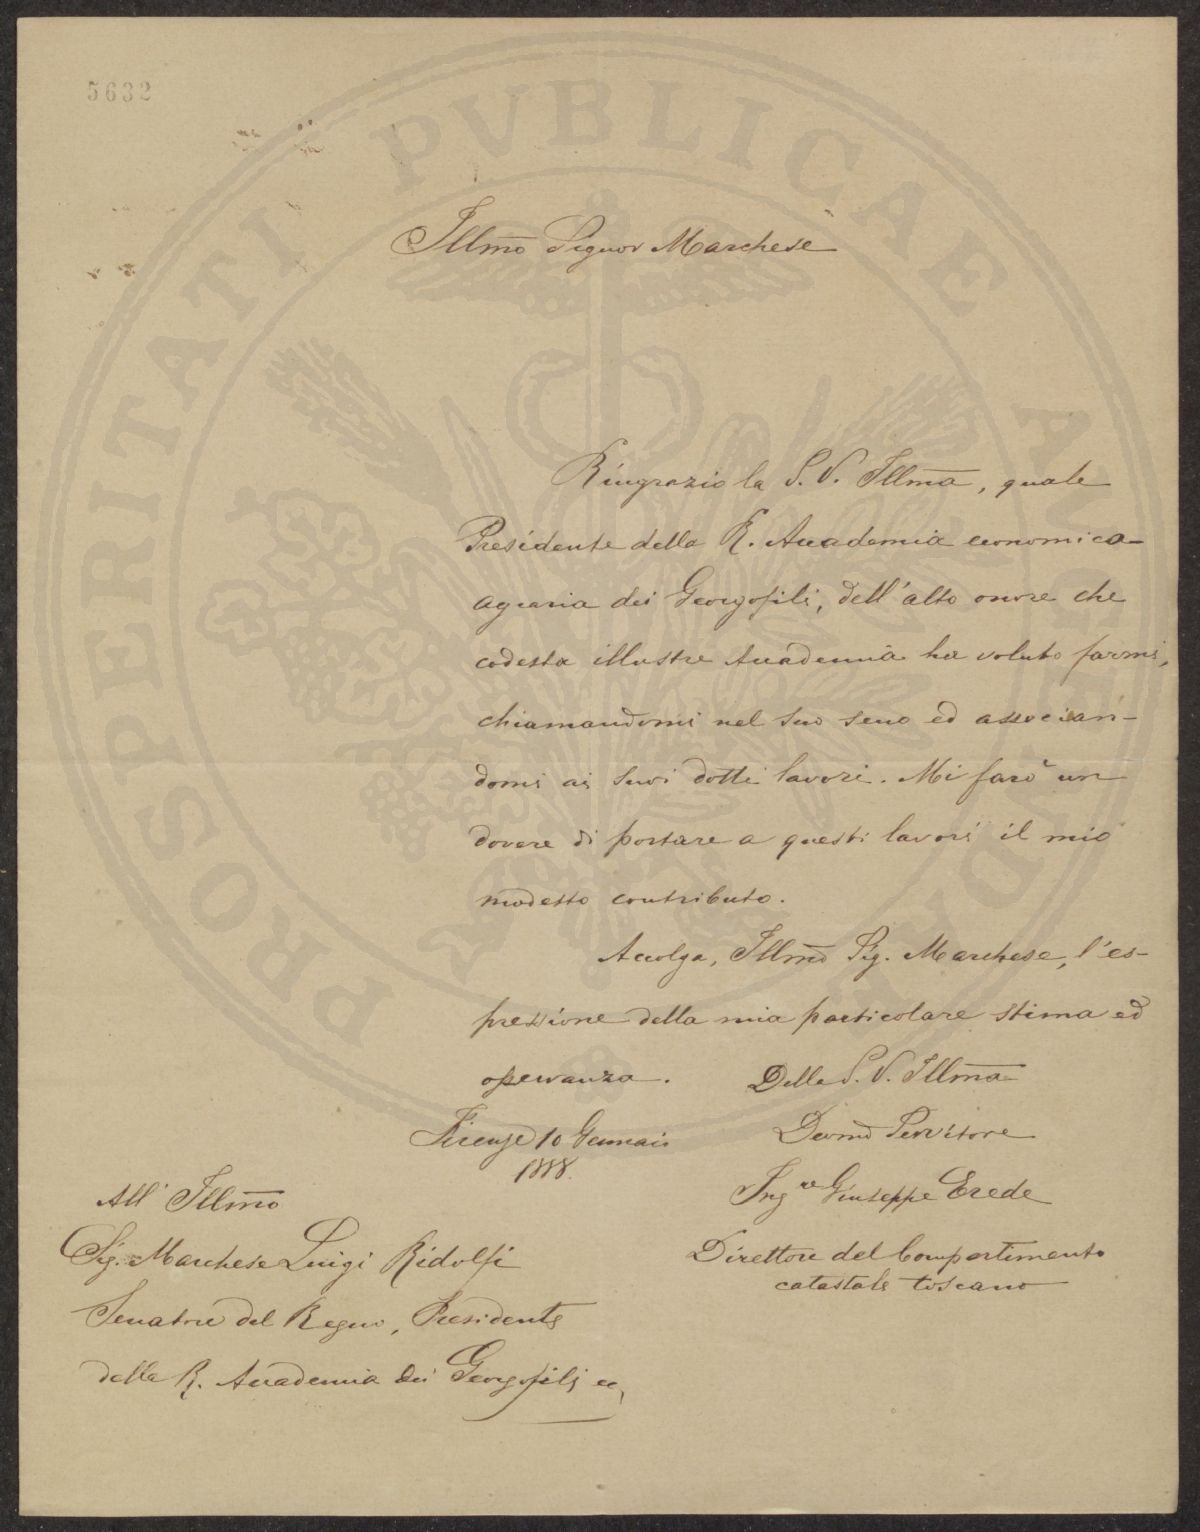 5632
PROSPERITATI PVBLICAE AVGENDAE
Illmo Signor Marchese
Ringrazio la S. V. Illma, quale
Presidente della R. Accademia economica-
agraria dei Georgofili, dell'alto onore che
codesta illustre Accademia ha voluto farmi,
chiamandomi nel suo seno ed associan-
domi ai suoi dotti lavori. Mi farò un
dovere di portare a questi lavori il mio
modesto contributo.
Accolga, Illmo Sig. Marchese, l'es-
pressione della mia particolare stima ed
osservanza.
Della S. V. Illma
Firenze 10 Gennaio
1888.
Devmo Servitore
Ingre Giuseppe Erede
Direttore del Compartimento
catastale toscano
All' Illmo
Sig. Marchese Luigi Ridolfi
Senatore del Regno, Presidente
della R. Accademia dei Georgofili ec,